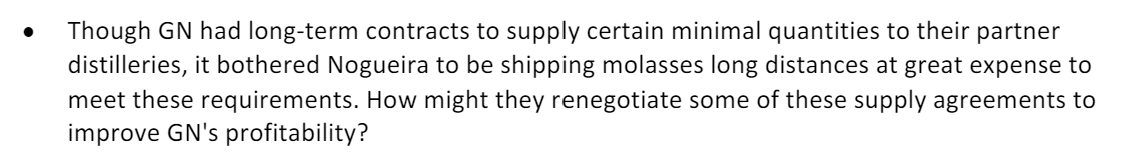 • Though GN had long-term contracts to supply certain minimal quantities to their partner
distilleries, it bothered Nogueira to be shipping molasses long distances at great expense to
meet these requirements. How might they renegotiate some of these supply agreements to
improve GN's profitability?